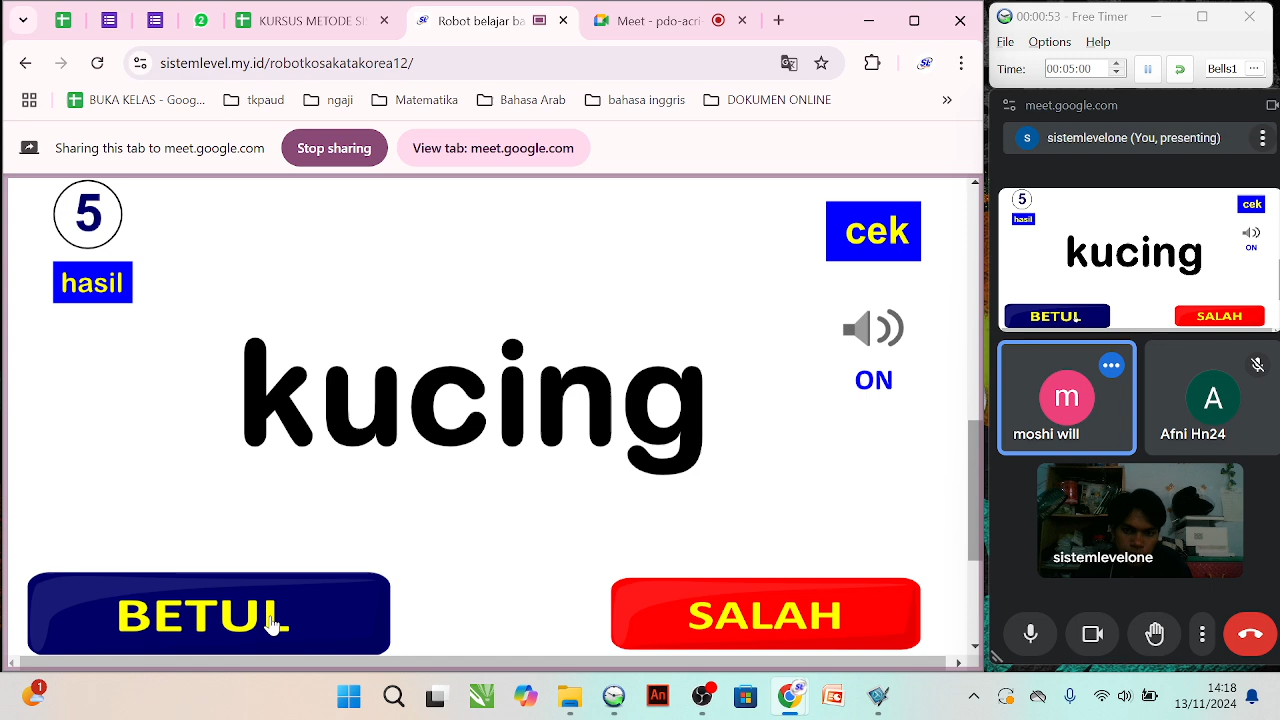 KURSUS METODE S
Robot belajar ba
Meet - pdo-acri-
2
sistemlevel.my.id/robotkosakatakorea12/
BUKA KELAS - Goog...
tkpaud
ngaji
Matematika
bahasa inggris
DOKUMEN ONLINE
Sharing this tab to meet.google.com
Stop sharing
View tab: meet.google.com
5
hasil
cek
kucing
ON
BETUL
SALAH
00:00:53 - Free Timer
File
Options
Help
Time:
00:05:00
Bells1
meet.google.com
s
sistemlevelone (You, presenting)
5
hasil
cek
ON
kucing
BETUL
SALAH
m
moshi will
A
Afni Hn24
sistemlevelone
1
An
14:18
13/11/2024